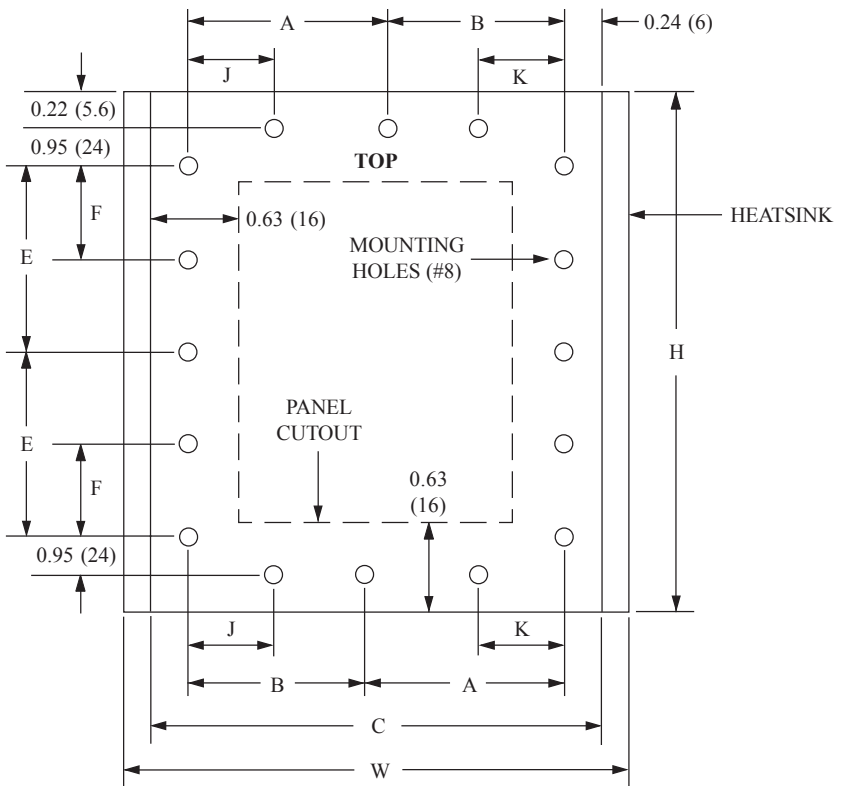 A
B
0.24 (6)
J
K
0.22 (5.6)
0.95 (24)
TOP
F
0.63 (16)
HEATSINK
MOUNTING
HOLES (#8)
E
H
PANEL
CUTOUT
E
0.63
(16)
F
0.95 (24)
J
K
B
A
C
W